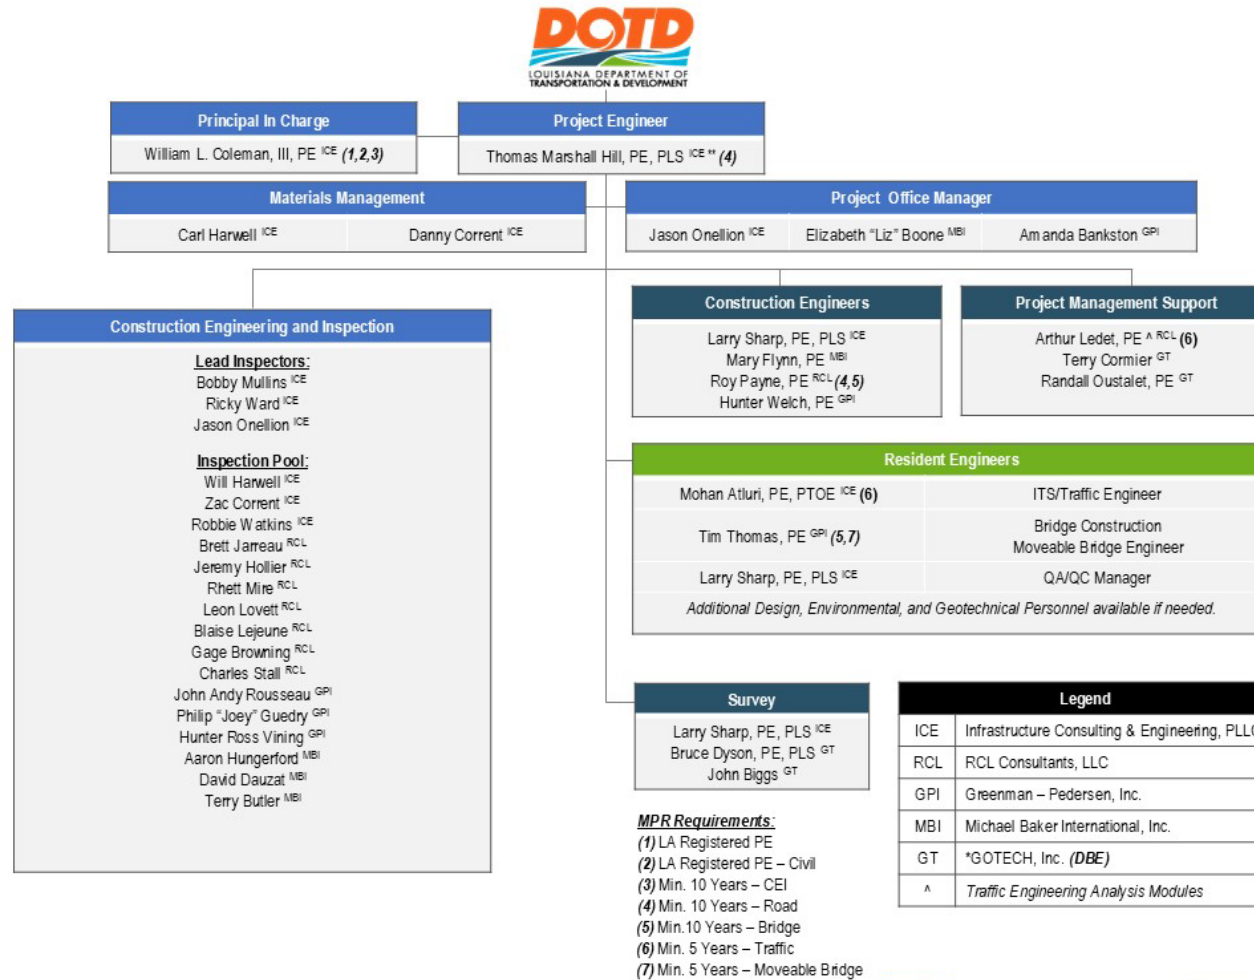 DOTD
LOUISIANA DEPARTMENT OF
TRANSPORTATION & DEVELOPMENT
Principal In Charge
William L. Coleman, III, PE ICE (1,2,3)
Project Engineer
Thomas Marshall Hill, PE, PLS ICE ** (4)
Materials Management
Carl Harwell ICE
Danny Corrent ICE
Project Office Manager
Jason Onellion ICE
Elizabeth “Liz” Boone MBI
Amanda Bankston GPI
Construction Engineering and Inspection
Lead Inspectors:
Bobby Mullins ICE
Ricky Ward ICE
Jason Onellion ICE
Inspection Pool:
Will Harwell ICE
Zac Corrent ICE
Robbie Watkins ICE
Brett Jarreau RCL
Jeremy Hollier RCL
Rhett Mire RCL
Leon Lovett RCL
Blaise Lejeune RCL
Gage Browning RCL
Charles Stall RCL
John Andy Rousseau GPI
Philip “Joey” Guedry GPI
Hunter Ross Vining GPI
Aaron Hungerford MBI
David Dauzat MBI
Terry Butler MBI
Construction Engineers
Larry Sharp, PE, PLS ICE
Mary Flynn, PE MBI
Roy Payne, PE RCL (4,5)
Hunter Welch, PE GPI
Project Management Support
Arthur Ledet, PE ^ RCL (6)
Terry Cormier GT
Randall Oustalet, PE GT
Resident Engineers
Mohan Atluri, PE, PTOE ICE (6)
ITS/Traffic Engineer
Tim Thomas, PE GPI (5,7)
Bridge Construction
Moveable Bridge Engineer
Larry Sharp, PE, PLS ICE
QA/QC Manager
Additional Design, Environmental, and Geotechnical Personnel available if needed.
Survey
Larry Sharp, PE, PLS ICE
Bruce Dyson, PE, PLS GT
John Biggs GT
MPR Requirements:
(1) LA Registered PE
(2) LA Registered PE – Civil
(3) Min. 10 Years – CEI
(4) Min. 10 Years – Road
(5) Min.10 Years – Bridge
(6) Min. 5 Years – Traffic
(7) Min. 5 Years – Moveable Bridge
Legend
ICE Infrastructure Consulting & Engineering, PLLC
RCL RCL Consultants, LLC
GPI Greenman – Pedersen, Inc.
MBI Michael Baker International, Inc.
GT *GOTECH, Inc. (DBE)
^ Traffic Engineering Analysis Modules